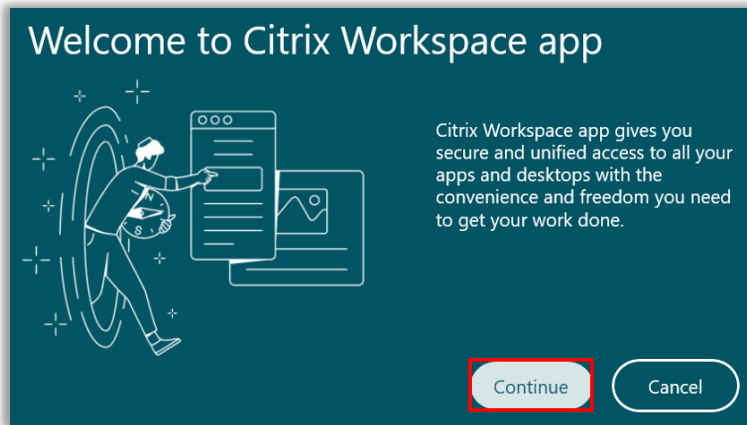 Welcome to Citrix Workspace app
Citrix Workspace app gives you
secure and unified access to all your
apps and desktops with the
convenience and freedom you need
to get your work done.
N
S
Continue
Cancel